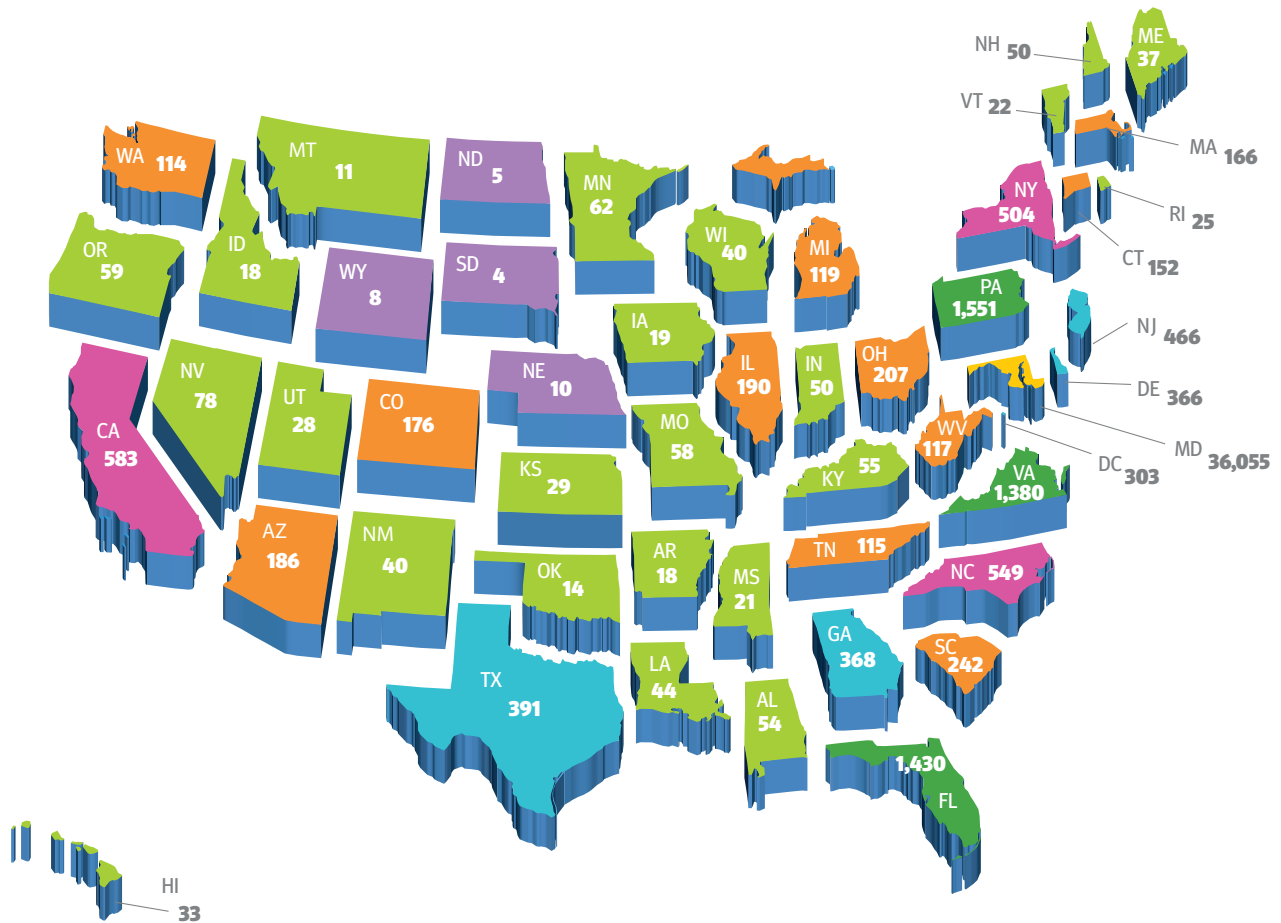 NH 50
ME
37
VT 22
MA 166
WA 114
MT
11
ND
5
MN
62
NY
504
RI 25
OR
59
ID
18
WY
8
SD
4
WI
40
MI
119
CT 152
PA
1,551
NJ
466
IA
19
NV
78
UT
28
CO
176
NE
10
IL
190
IN
50
OH
207
DE
366
CA
583
MO
58
WV
117
DC
303
MD
36,055
KS
29
KY 55
VA
1,380
AZ
186
NM
40
OK
14
AR
18
MS
21
TN 115
NC 549
TX
391
LA
44
AL
54
GA
368
SC
242
1,430
FL
HI
33